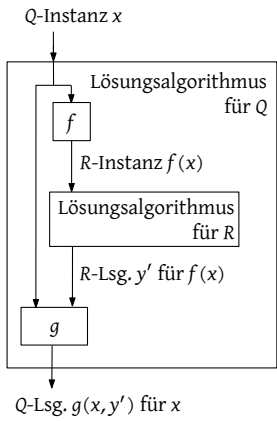 Q-Instanz x
Lösungsalgorithmus
für Q
f
R-Instanz f(x)
Lösungsalgorithmus
für R
R-Lsg. y′ für f(x)
g
Q-Lsg. g(x, y′) für x